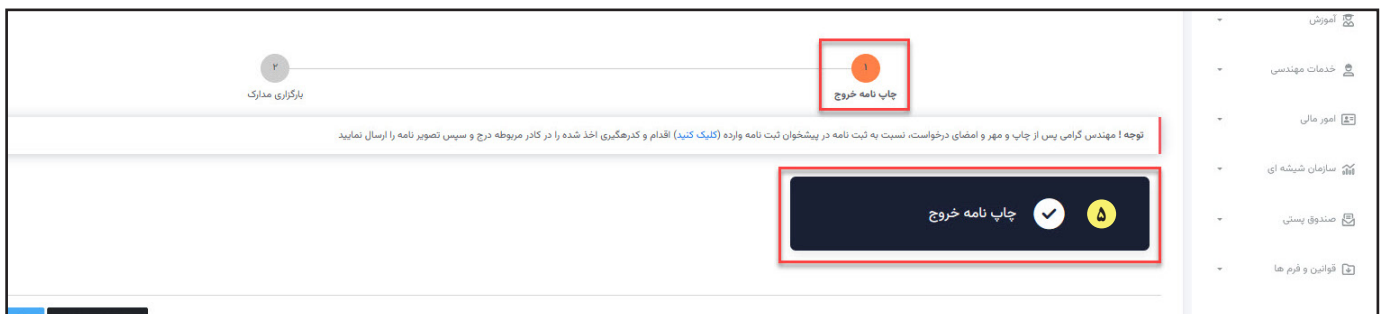 آموزش
خدمات مهندسی
امور مالی
سازمان شیشه ای
صندوق پستی
قوانین و فرم ها
۱
چاپ نامه خروج
۲
بارگزاری مدارک
توجه ! مهندس گرامی پس از چاپ و مهر و امضای درخواست، نسبت به ثبت نامه در پیشخوان ثبت نامه وارده (کلیک کنید) اقدام و کدرهگیری اخذ شده را در کادر مربوطه درج و سپس تصویر نامه را ارسال نمایید
۵ چاپ نامه خروج